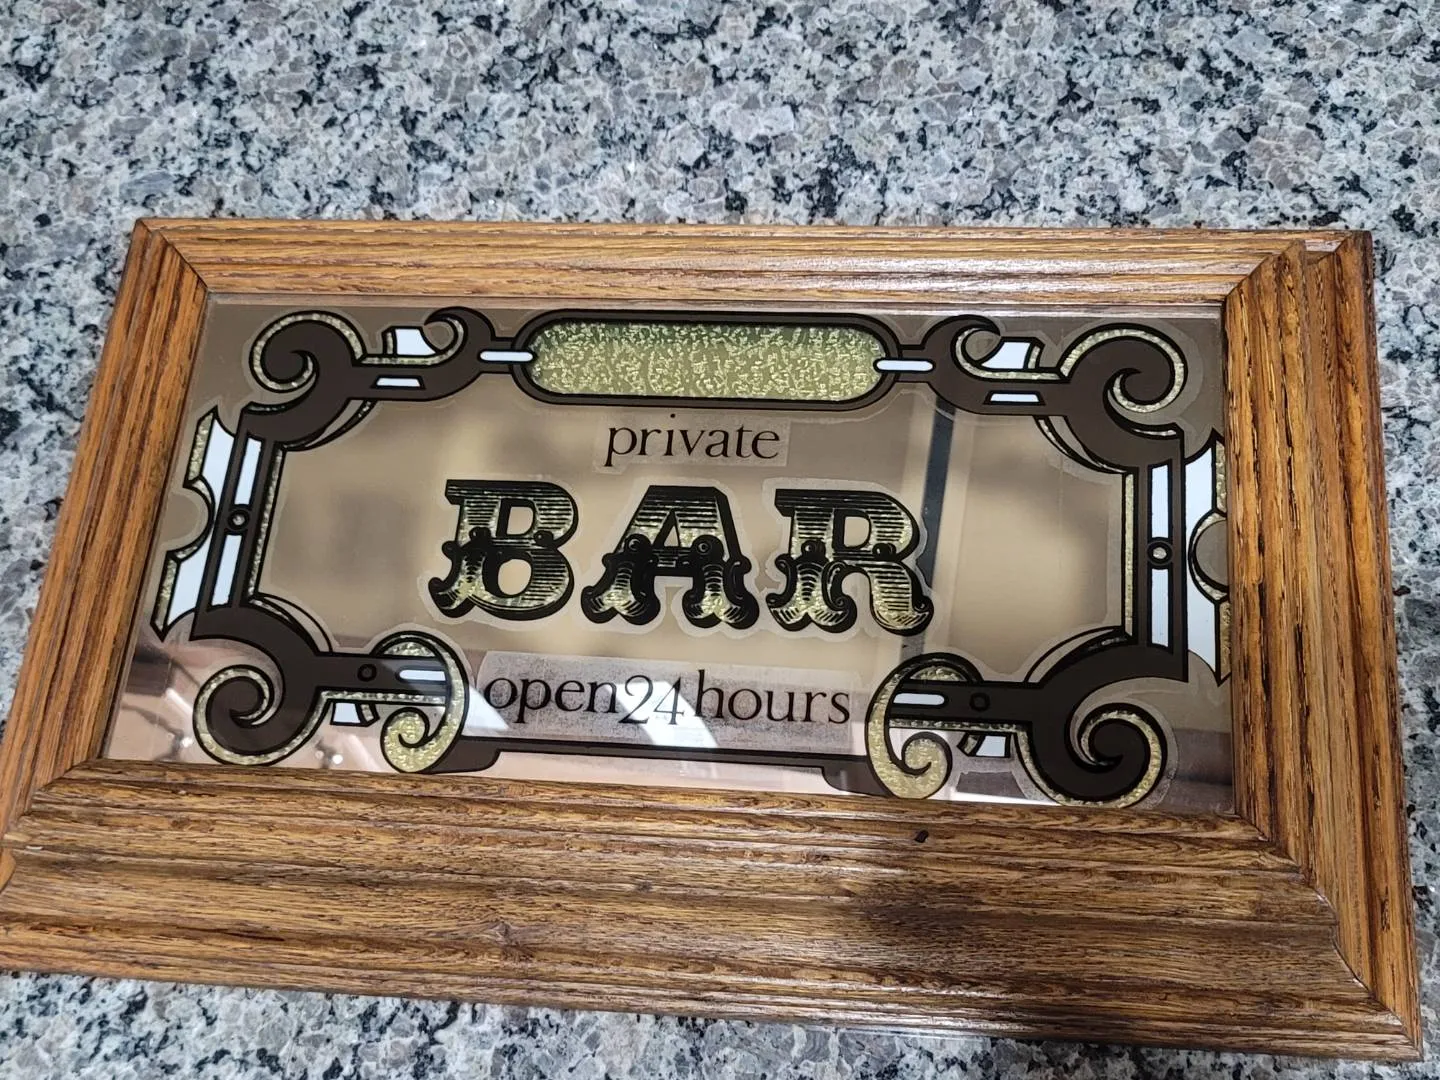 private
BAR
open 24 hours